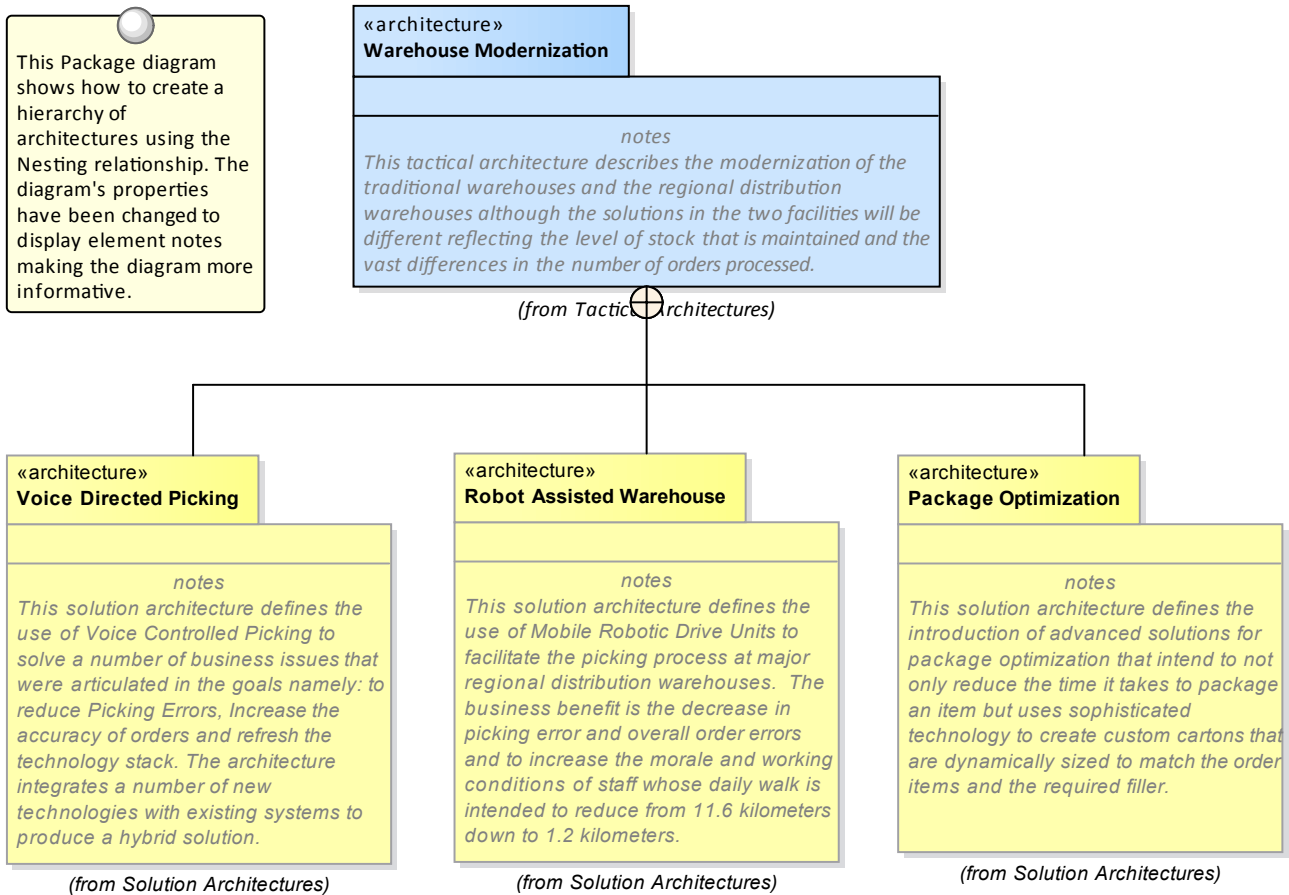 This Package diagram
shows how to create a
hierarchy of
architectures using the
Nesting relationship. The
diagram's properties
have been changed to
display element notes
making the diagram more
informative.
«architecture»
Warehouse Modernization
notes
This tactical architecture describes the modernization of the
traditional warehouses and the regional distribution
warehouses although the solutions in the two facilities will be
different reflecting the level of stock that is maintained and the
vast differences in the number of orders processed.
(from Tactical Architectures)
«architecture»
Voice Directed Picking
notes
This solution architecture defines the
use of Voice Controlled Picking to
solve a number of business issues that
were articulated in the goals namely: to
reduce Picking Errors, Increase the
accuracy of orders and refresh the
technology stack. The architecture
integrates a number of new
technologies with existing systems to
produce a hybrid solution.
(from Solution Architectures)
«architecture»
Robot Assisted Warehouse
notes
This solution architecture defines the
use of Mobile Robotic Drive Units to
facilitate the picking process at major
regional distribution warehouses. The
business benefit is the decrease in
picking error and overall order errors
and to increase the morale and working
conditions of staff whose daily walk is
intended to reduce from 11.6 kilometers
down to 1.2 kilometers.
(from Solution Architectures)
«architecture»
Package Optimization
notes
This solution architecture defines the
introduction of advanced solutions for
package optimization that intend to not
only reduce the time it takes to package
an item but uses sophisticated
technology to create custom cartons that
are dynamically sized to match the order
items and the required filler.
(from Solution Architectures)